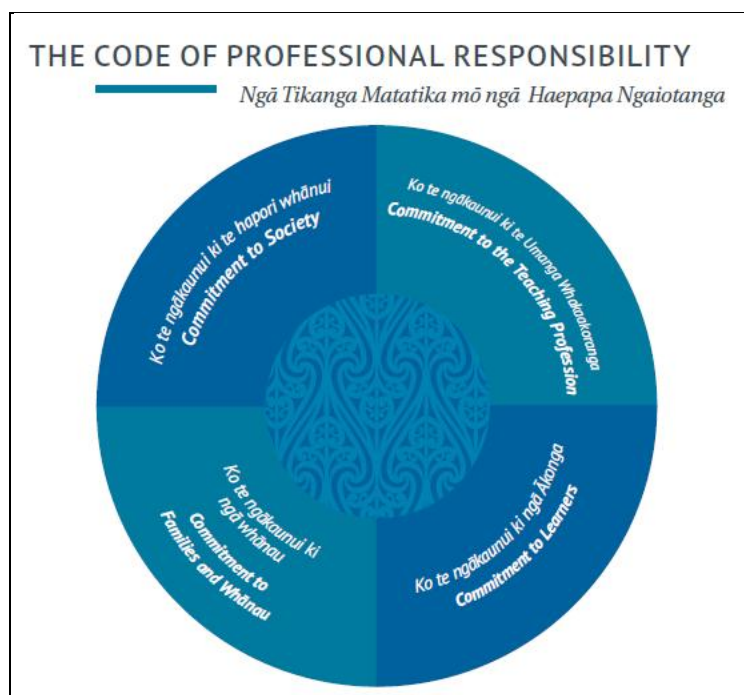 THE CODE OF PROFESSIONAL RESPONSIBILITY
Ngā Tikanga Matatika mō ngā Haepapa Ngaiotanga
Ko te ngākaunui ki te hapori whānui
Commitment to Society
Ko te ngākaunui ki te Umanga Whakaakoranga
Commitment to the Teaching Profession
Ko te ngākaunui ki
ngā whānau
Commitment to
Families and Whānau
Ko te ngākaunui ki ngā Ākonga
Commitment to Learners